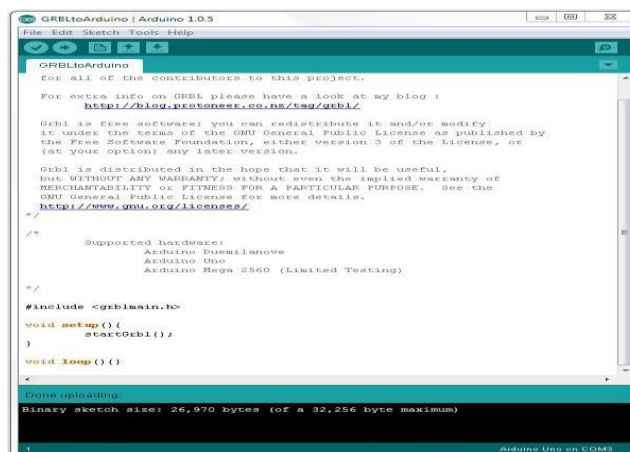 GRBLtoArduino | Arduino 1.0.5
File Edit Sketch Tools Help
GRBLtoArduino
for all of the contributors to this project.
For extra info on GRBL please have a look at my blog :
http://blog.protoneer.co.nz/tag/grbl/
Grbl is free software: you can redistribute it and/or modify
it under the terms of the GNU General Public License as published by
the Free Software Foundation, either version 3 of the License, or
(at your option) any later version.
Grbl is distributed in the hope that it will be useful,
but WITHOUT ANY WARRANTY; without even the implied warranty of
MERCHANTABILITY or FITNESS FOR A PARTICULAR PURPOSE. See the
GNU General Public License for more details.
http://www.gnu.org/licenses/
*/
/*
Supported hardware:
Arduino Duemilanove
Arduino Uno
Arduino Mega 2560 (Limited Testing)
*/
#include <grblmain.h>
void setup(){
startGrbl();
}
void loop(){}
Done uploading.
Binary sketch size: 26,970 bytes (of a 32,256 byte maximum)
1
Arduino Uno on COM3